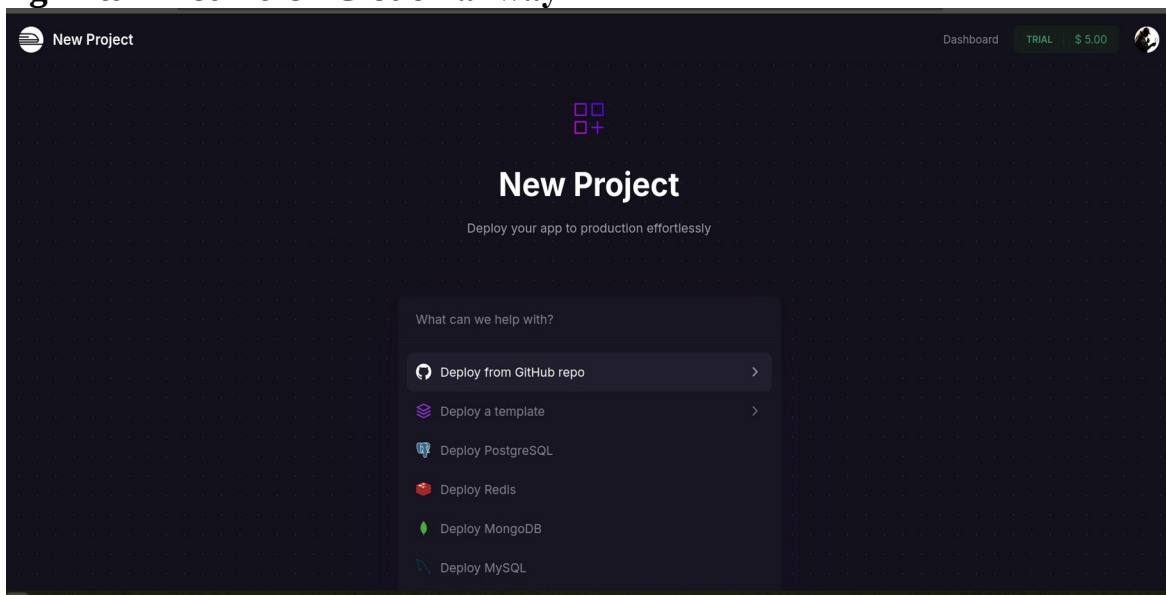 New Project
Dashboard
TRIAL
$ 5.00
New Project
Deploy your app to production effortlessly
What can we help with?
Deploy from GitHub repo
Deploy a template
Deploy PostgreSQL
Deploy Redis
Deploy MongoDB
Deploy MySQL